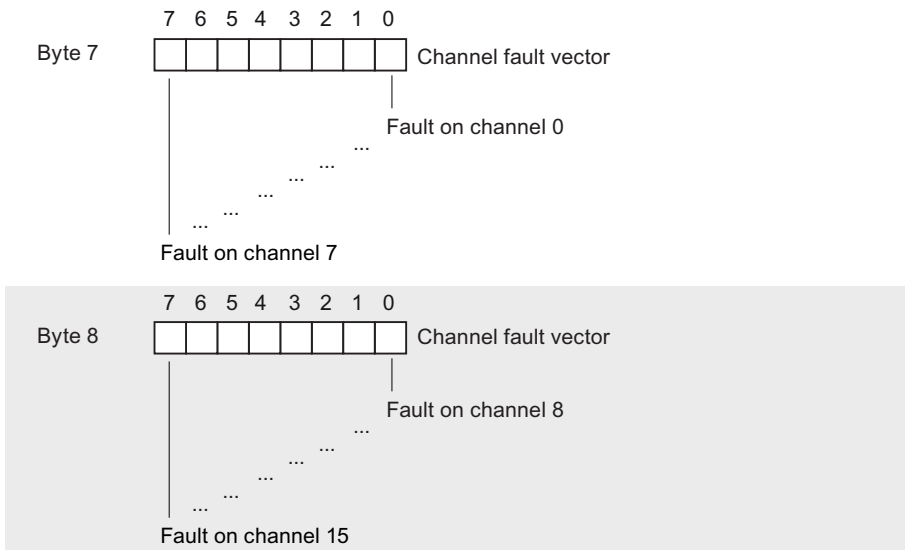 7 6 5 4 3 2 1 0
Byte 7 Channel fault vector
Fault on channel 0
...
...
...
...
...
...
Fault on channel 7
7 6 5 4 3 2 1 0
Byte 8 Channel fault vector
Fault on channel 8
...
...
...
...
...
...
Fault on channel 15